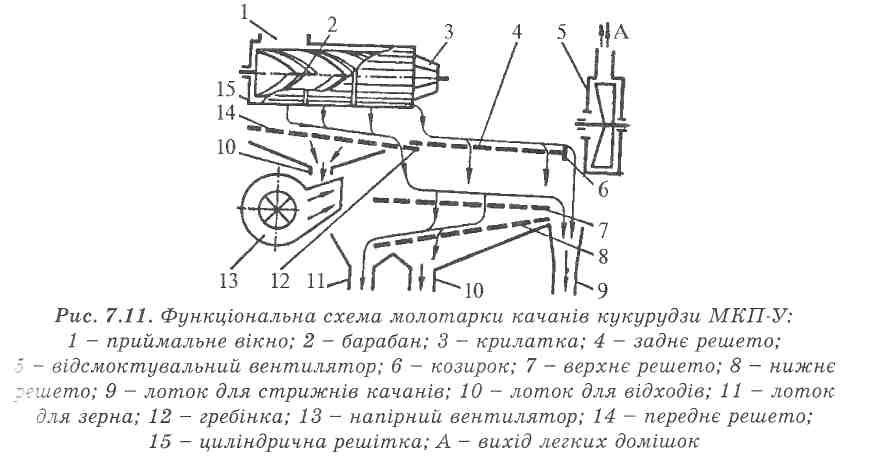 1
2
3
4
5
A
15
14
10
6
7
8
13
12
11
10
9
Рис. 7.11. Функціональна схема молотарки качанів кукурудзи МКП-У:
1 – приймальне вікно; 2 – барабан; 3 – крилатка; 4 – заднє решето;
5 – відсмоктувальний вентилятор; 6 – козирок; 7 – верхнє решето; 8 – нижнє
решето; 9 – лоток для стрижнів качанів; 10 – лоток для відходів; 11 – лоток
для зерна; 12 – гребінка; 13 – напірний вентилятор; 14 – переднє решето;
15 – циліндрична решітка; А – вихід легких домішок